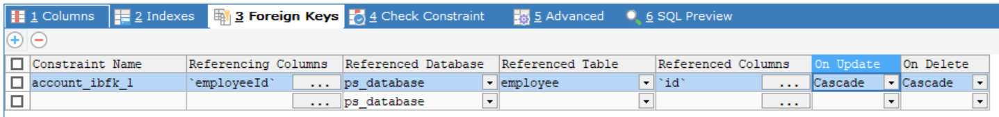 1 Columns 2 Indexes 3 Foreign Keys 4 Check Constraint 5 Advanced 6 SQL Preview
Constraint Name Referencing Columns Referenced Database Referenced Table Referenced Columns On Update On Delete
account_ibfk_1 `employeeId` ... ps_database employee `id` ... Cascade Cascade
... ps_database ...